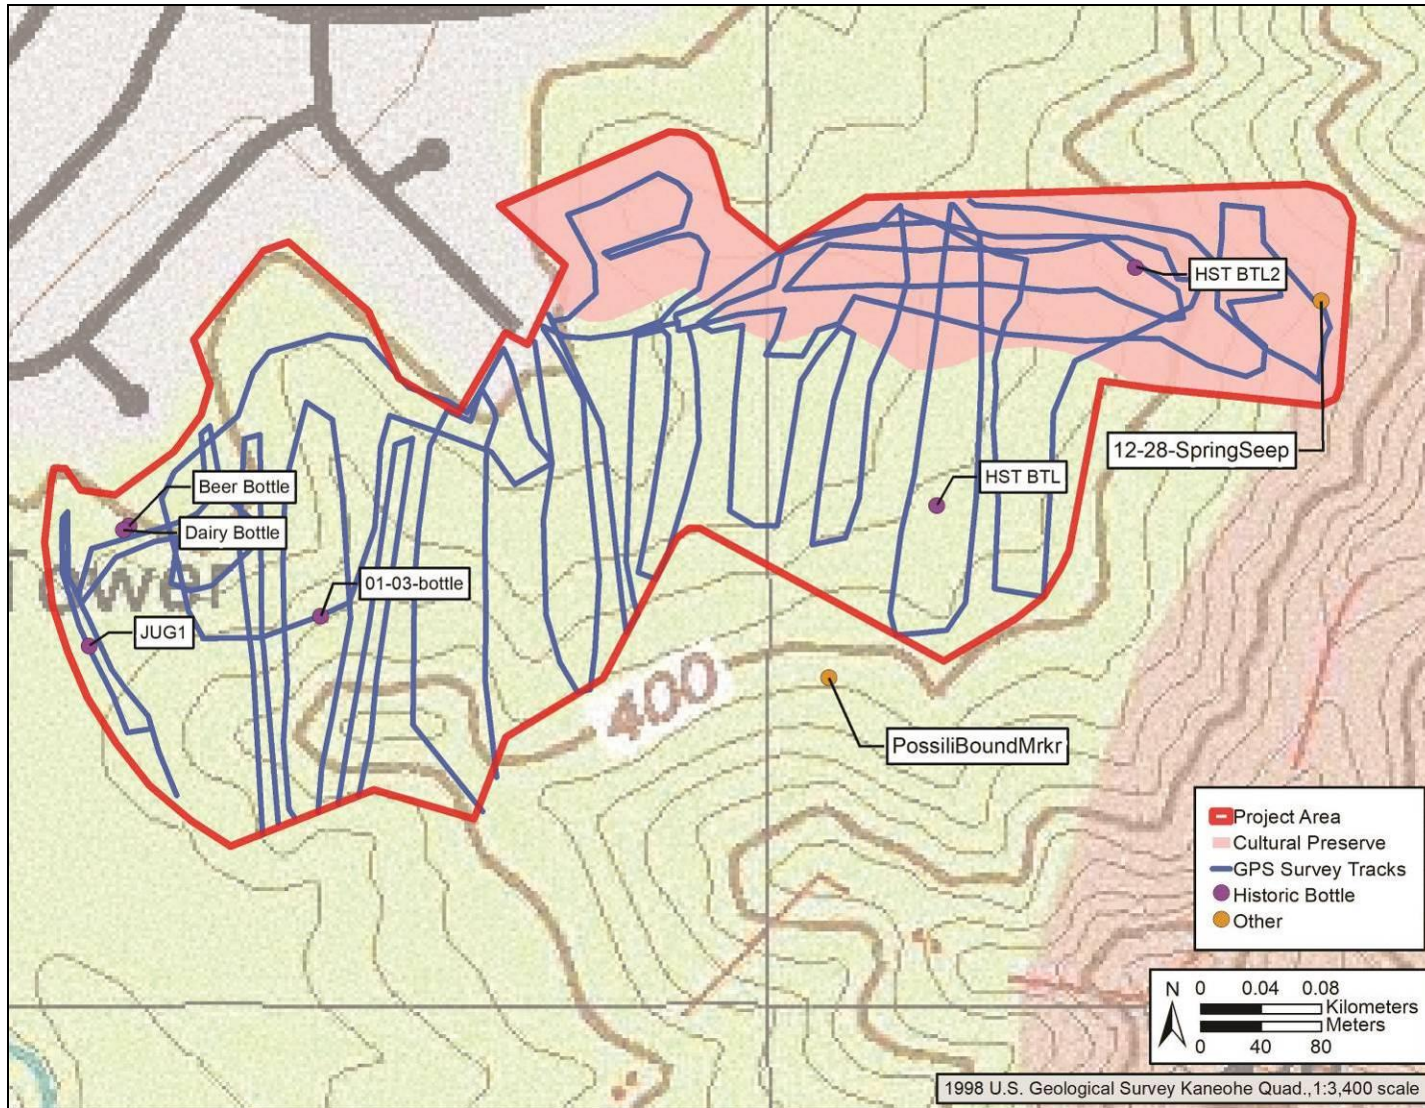 HST BTL2
12-28-SpringSeep
HST BTL
Beer Bottle
Dairy Bottle
Tower
01-03-bottle
JUG1
400
PossiliBoundMrkr
Project Area
Cultural Preserve
GPS Survey Tracks
Historic Bottle
Other
N 0 0.04 0.08
Kilometers
Meters
0 40 80
1998 U.S. Geological Survey Kaneohe Quad.,1:3,400 scale